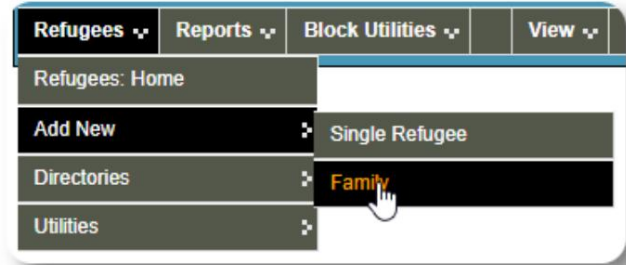 Refugees Reports Block Utilities View
Refugees: Home
Add New
Single Refugee
Directories
Family
Utilities